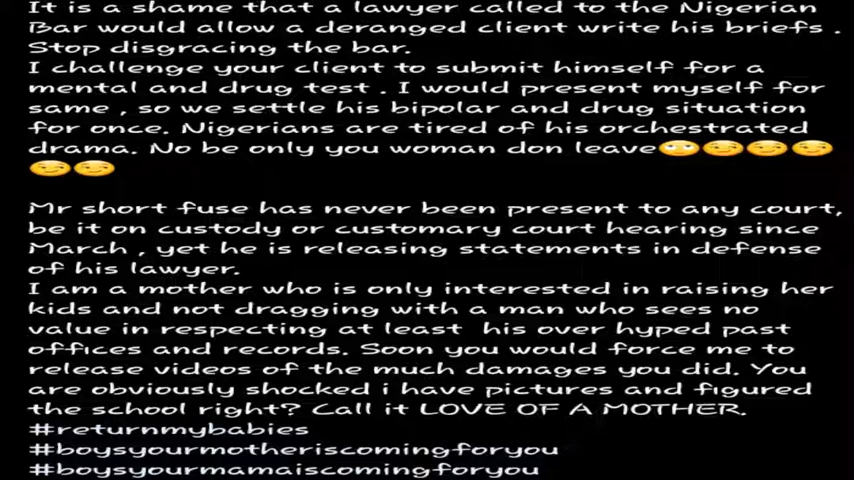 It is a shame that a lawyer called to the Nigerian
Bar would allow a deranged client write his briefs .
Stop disgracing the bar.
I challenge your client to submit himself for a
mental and drug test . I would present myself for
same , so we settle his bipolar and drug situation
for once. Nigerians are tired of his orchestrated
drama. No be only you woman don leave🙄😏😏😏
😏😏
Mr short fuse has never been present to any court,
be it on custody or customary court hearing since
March , yet he is releasing statements in defense
of his lawyer.
I am a mother who is only interested in raising her
kids and not dragging with a man who sees no
value in respecting at least his over hyped past
offices and records. Soon you would force me to
release videos of the much damages you did. You
are obviously shocked i have pictures and figured
the school right? Call it LOVE OF A MOTHER.
#returnmybabies
#boysyourmotheriscomingforyou
#boysyourmamaiscomingforyou